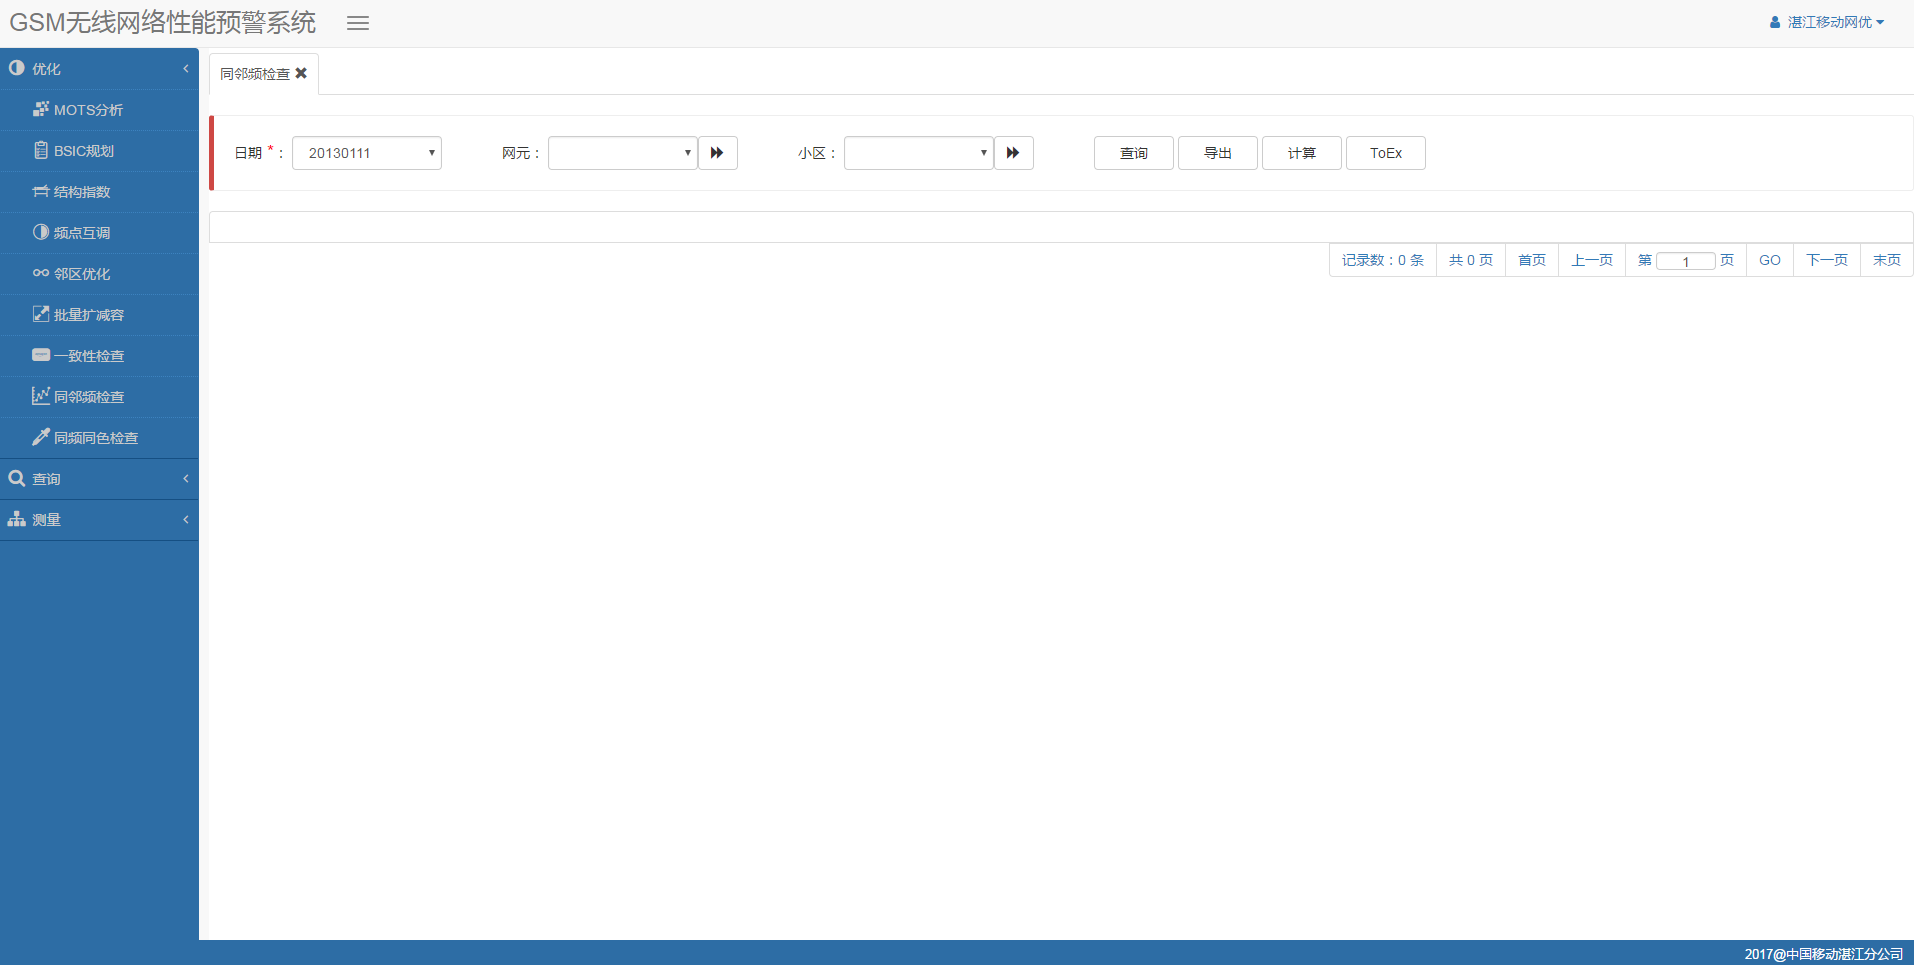 GSM无线网络性能预警系统
湛江移动网优
优化
MOTS分析
BSIC规划
结构指数
频点互调
邻区优化
批量扩减容
一致性检查
同邻频检查
同频同色检查
查询
测量
同邻频检查
日期 * : 20130111 网元 : 小区 : 查询 导出 计算 ToEx
记录数 : 0 条 共 0 页 首页 上一页 第 1 页 GO 下一页 末页
2017@中国移动湛江分公司